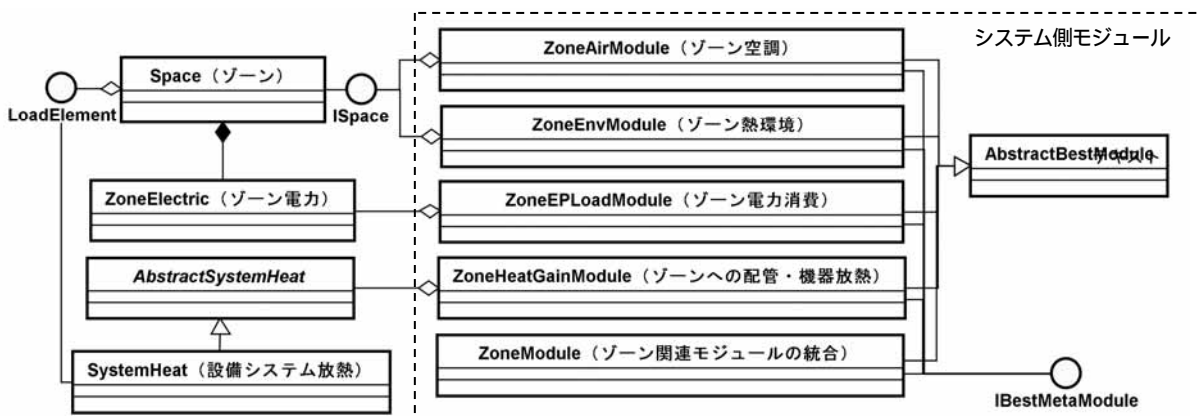 システム側モジュール
ZoneAirModule（ゾーン空調）
Space（ゾーン）
LoadElement
ISpace
ZoneEnvModule（ゾーン熱環境）
AbstractBestModule
テキスト
ZoneElectric（ゾーン電力）
ZoneEPLoadModule（ゾーン電力消費）
AbstractSystemHeat
ZoneHeatGainModule（ゾーンへの配管・機器放熱）
ZoneModule（ゾーン関連モジュールの統合）
SystemHeat（設備システム放熱）
IBestMetaModule